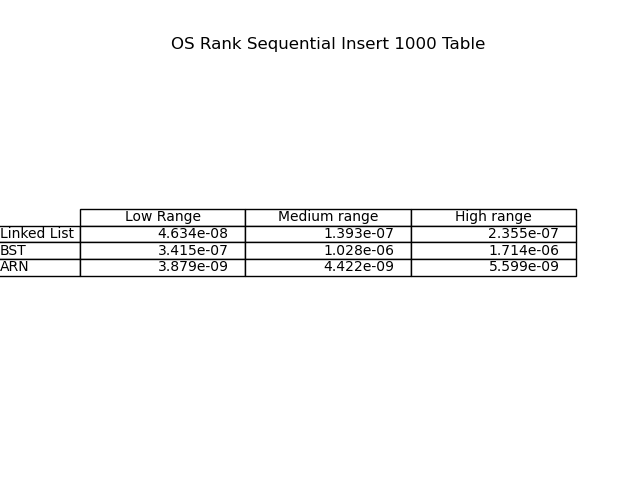 OS Rank Sequential Insert 1000 Table
Low Range Medium range High range
Linked List 4.634e-08 1.393e-07 2.355e-07
BST 3.415e-07 1.028e-06 1.714e-06
ARN 3.879e-09 4.422e-09 5.599e-09